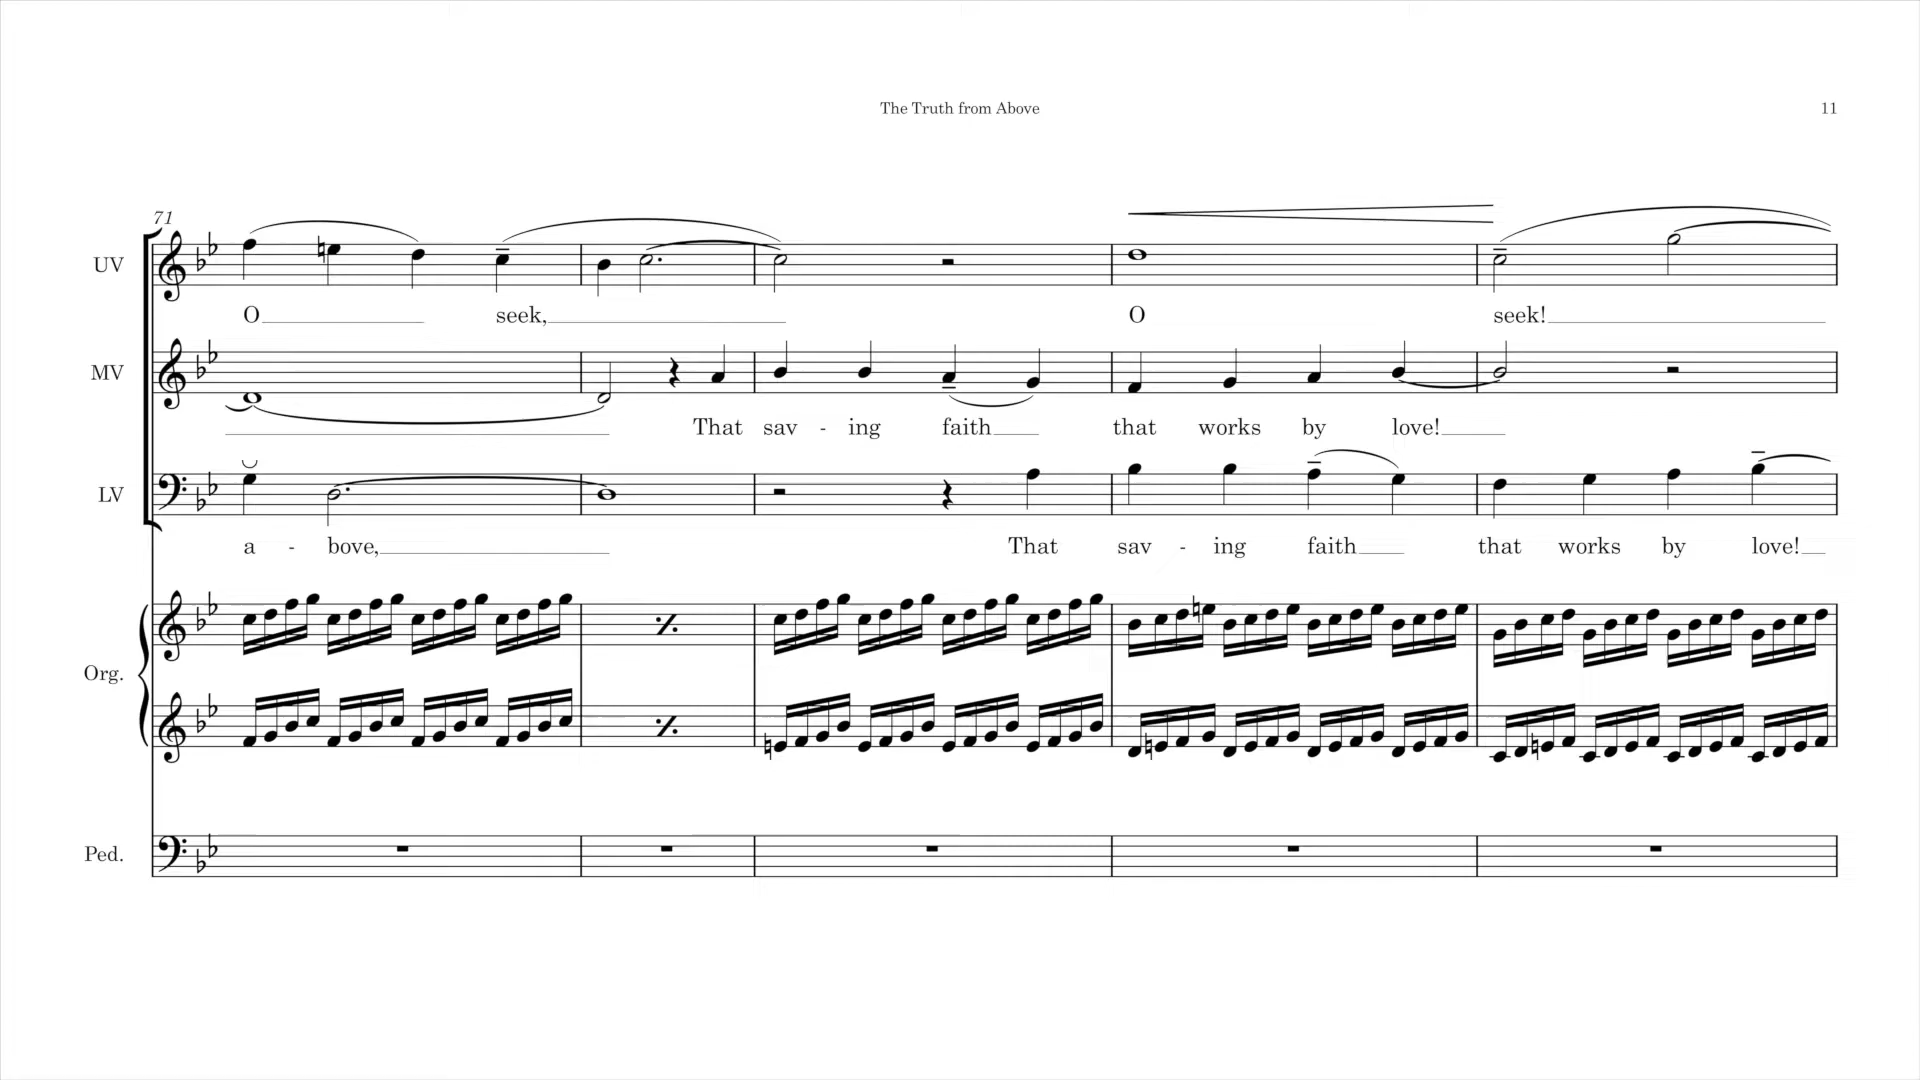 The Truth from Above 11
71
UV
O seek, O seek!
MV
That sav - ing faith that works by love!
LV
a - bove, That sav - ing faith that works by love!
Org.
Ped.